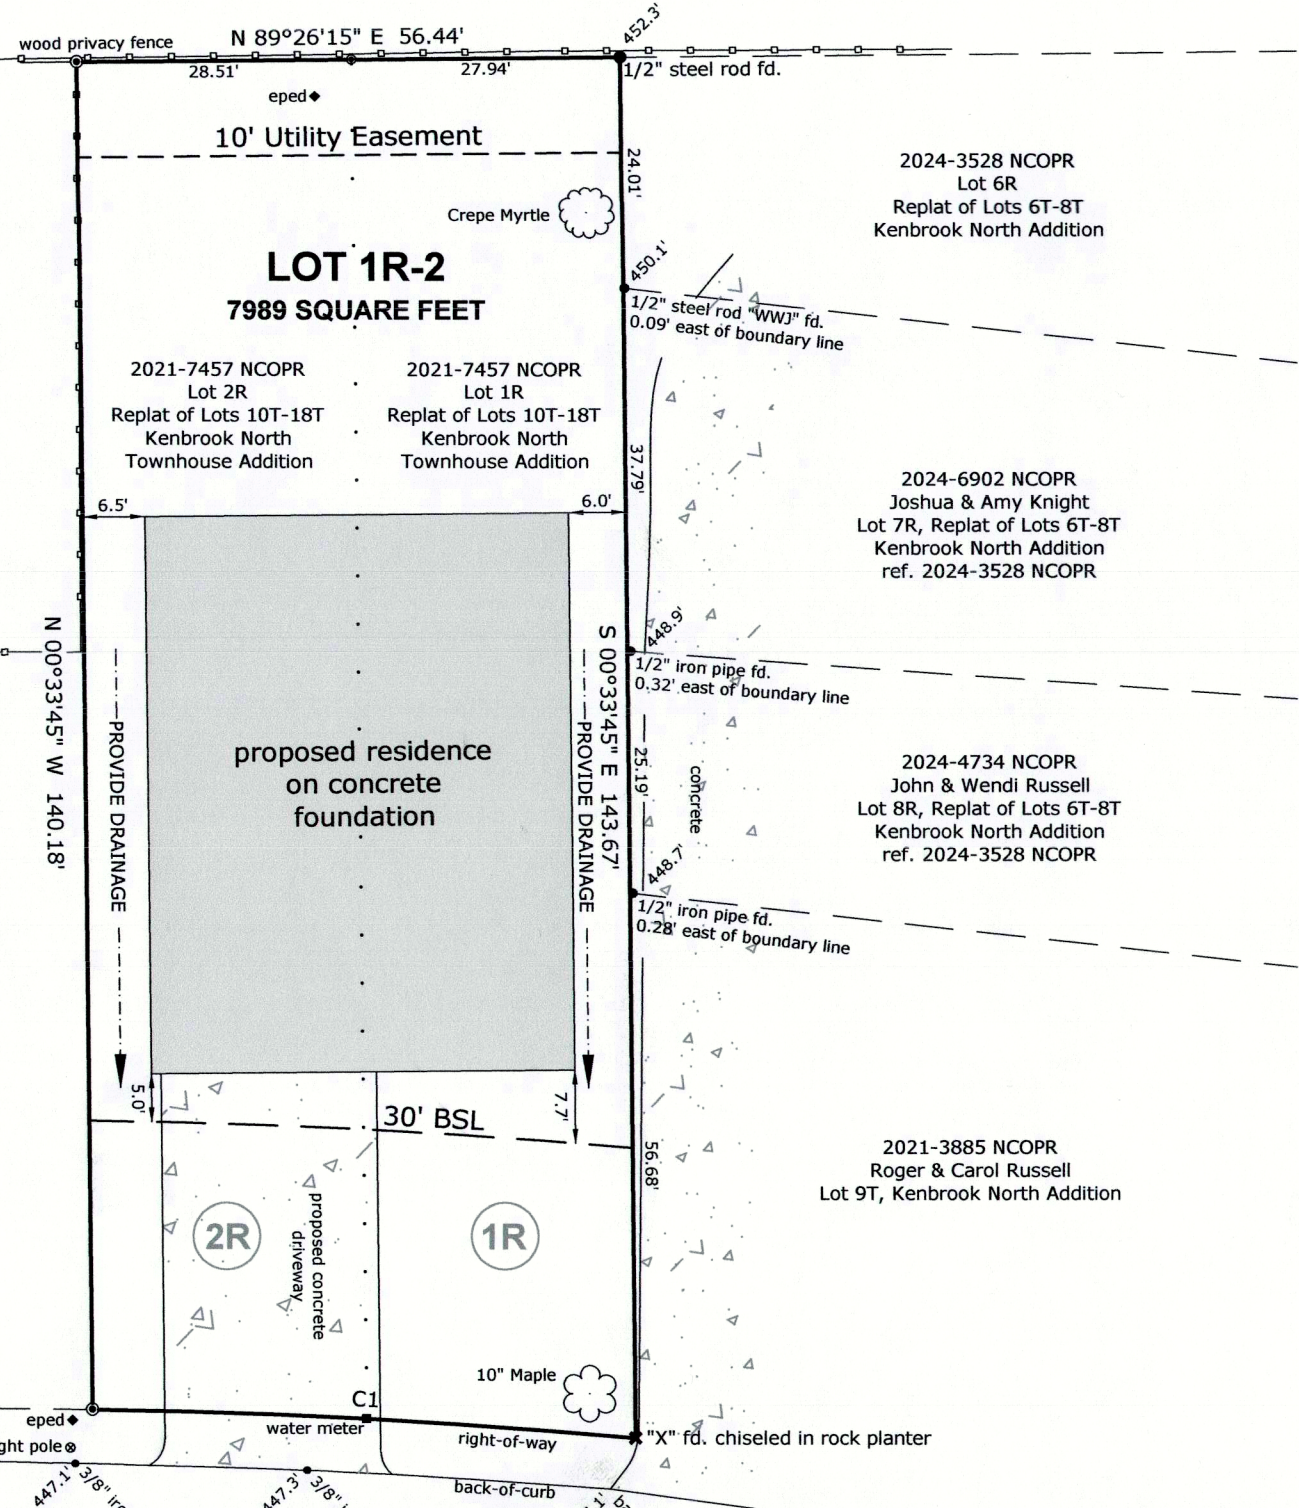 452.3'
N 89°26'15" E 56.44'
wood privacy fence
28.51'
27.94'
1/2" steel rod fd.
eped
10' Utility Easement
24.01'
2024-3528 NCOPR
Lot 6R
Replat of Lots 6T-8T
Kenbrook North Addition
Crepe Myrtle
LOT 1R-2
7989 SQUARE FEET
450.1'
1/2" steel rod "WWJ" fd.
0.09' east of boundary line
2021-7457 NCOPR
Lot 2R
Replat of Lots 10T-18T
Kenbrook North
Townhouse Addition
2021-7457 NCOPR
Lot 1R
Replat of Lots 10T-18T
Kenbrook North
Townhouse Addition
37.79'
2024-6902 NCOPR
Joshua & Amy Knight
Lot 7R, Replat of Lots 6T-8T
Kenbrook North Addition
ref. 2024-3528 NCOPR
6.5'
6.0'
N 00°33'45" W 140.18'
S 00°33'45" E 143.67'
448.9'
1/2" iron pipe fd.
0.32' east of boundary line
PROVIDE DRAINAGE
PROVIDE DRAINAGE
proposed residence
on concrete
foundation
25.19'
concrete
2024-4734 NCOPR
John & Wendi Russell
Lot 8R, Replat of Lots 6T-8T
Kenbrook North Addition
ref. 2024-3528 NCOPR
448.7'
1/2" iron pipe fd.
0.28' east of boundary line
5.0'
7.7'
30' BSL
56.68'
2021-3885 NCOPR
Roger & Carol Russell
Lot 9T, Kenbrook North Addition
2R
1R
proposed concrete
driveway
10" Maple
C1
eped
water meter
right-of-way
"X" fd. chiseled in rock planter
pole
447.1'
3/8"
447.3'
3/8"
back-of-curb